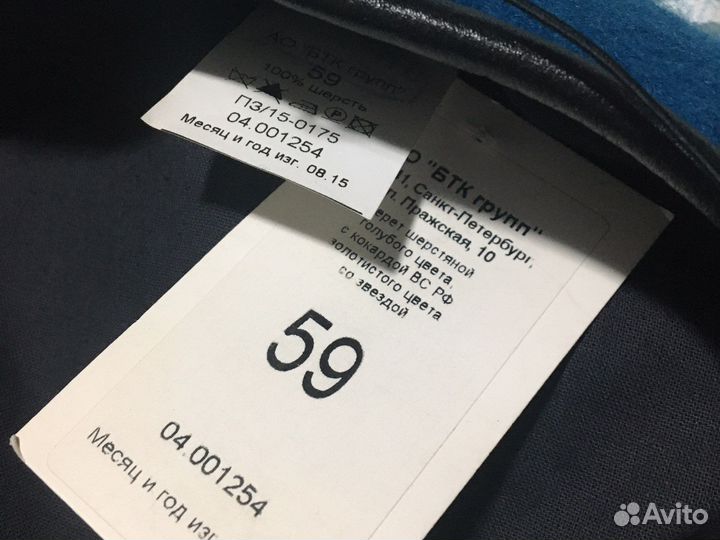 АО "БТК групп"
59
100% шерсть
ПЗ/15-0175
04.001254
Месяц и год изг. 08.15
О "БТК групп"
Санкт-Петербург,
Пражская, 10
шерстяной
голубого цвета,
с кокардой ВС РФ
золотистого цвета
со звездой
59
04.001254
Месяц и год изг
Avito